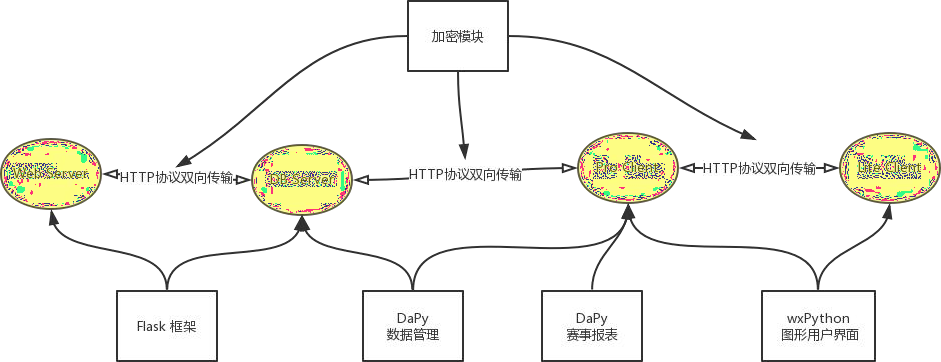 加密模块
WebServer
HTTP协议双向传输
HTTP协议双向传输
HTTP协议双向传输
Flask 框架
DaPy
数据管理
DaPy
赛事报表
wxPython
图形用户界面